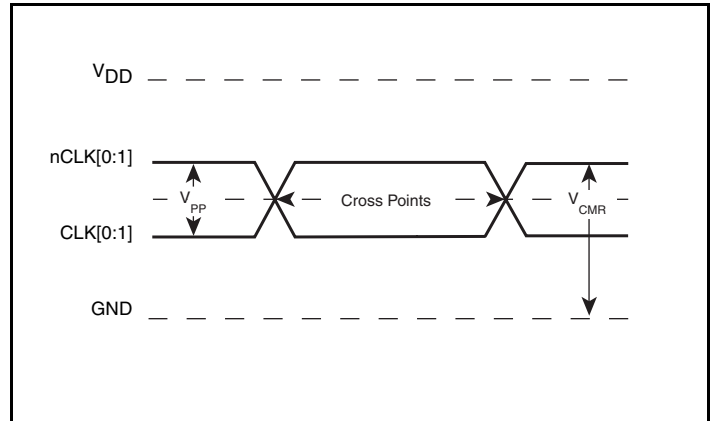 VDD
nCLK[0:1]
VPP
Cross Points
VCMR
CLK[0:1]
GND